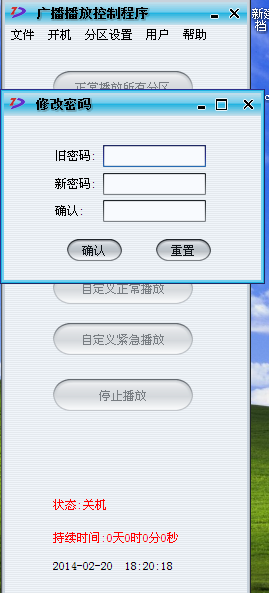 广播播放控制程序
文件 开机 分区设置 用户 帮助
正常播放所有分区
修改密码
旧密码:
新密码:
确认:
确认 重置
自定义正常播放
自定义紧急播放
停止播放
状态:关机
持续时间:0天0时0分0秒
2014-02-20 18:20:18
新建
档